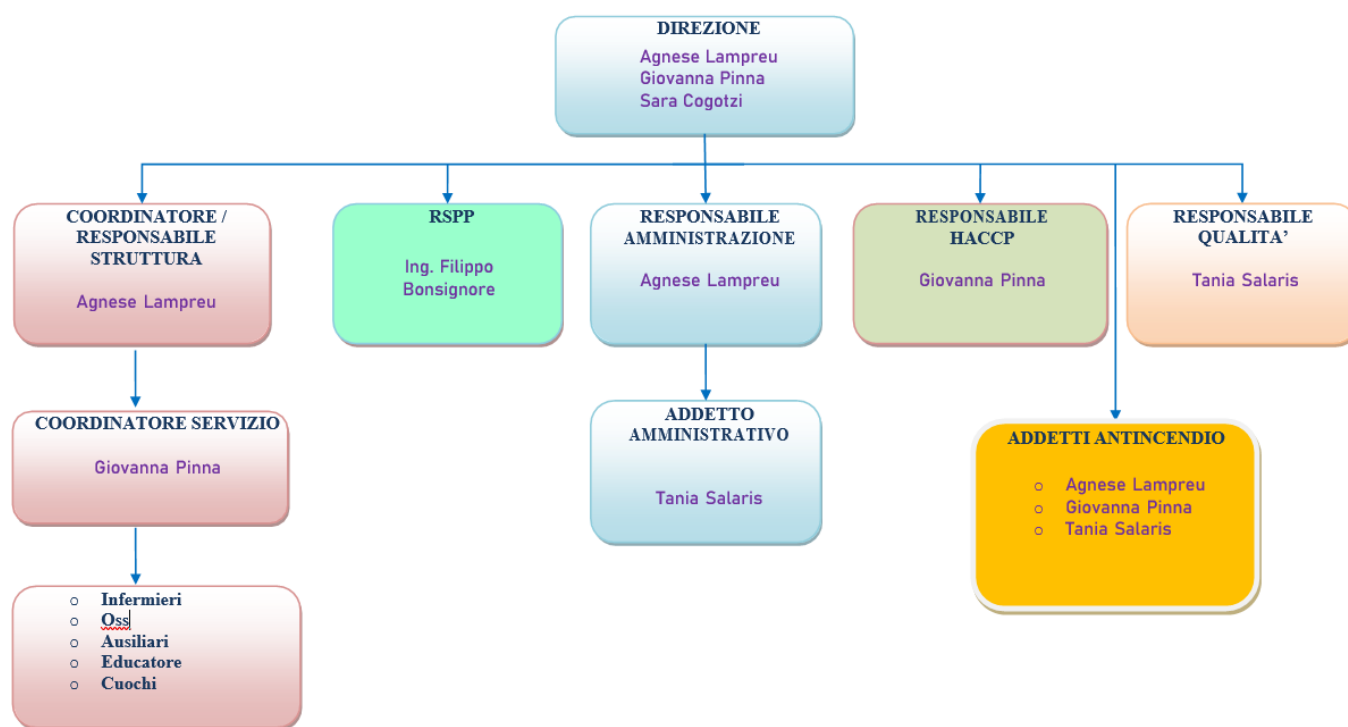 DIREZIONE
Agnese Lampreu
Giovanna Pinna
Sara Cogotzi
COORDINATORE /
RESPONSABILE
STRUTTURA
Agnese Lampreu
RSPP
Ing. Filippo
Bonsignore
RESPONSABILE
AMMINISTRAZIONE
Agnese Lampreu
RESPONSABILE
HACCP
Giovanna Pinna
RESPONSABILE
QUALITA’
Tania Salaris
COORDINATORE SERVIZIO
Giovanna Pinna
ADDETTO
AMMINISTRATIVO
Tania Salaris
ADDETTI ANTINCENDIO
o Agnese Lampreu
o Giovanna Pinna
o Tania Salaris
o Infermieri
o Oss
o Ausiliari
o Educatore
o Cuochi